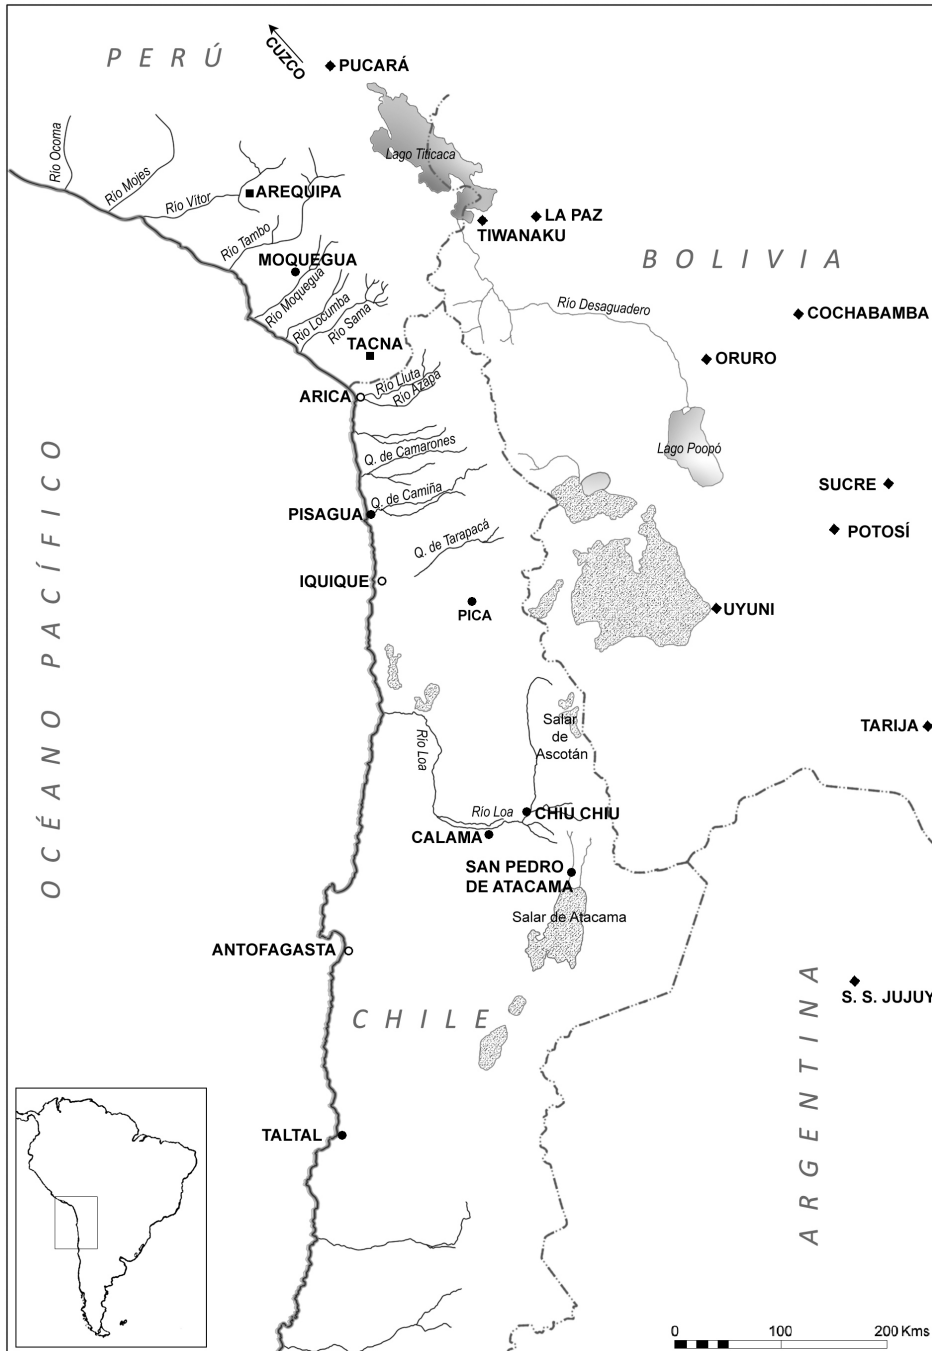 PERÚ
CUZCO
PUCARÁ
Río Ocoma
Río Mojes
Río Vítor
AREQUIPA
Lago Titicaca
LA PAZ
TIWANAKU
Río Tambo
BOLIVIA
MOQUEGUA
Río Moquegua
Río Locumba
Río Sama
Río Desaguadero
COCHABAMBA
TACNA
ORURO
Río Lluta
Río Azapa
ARICA
Lago Poopó
Q. de Camarones
SUCRE
Q. de Camiña
PISAGUA
POTOSÍ
Q. de Tarapacá
IQUIQUE
PICA
UYUNI
OCÉANO PACÍFICO
Salar
de
Ascotán
TARIJA
Río Loa
Río Loa
CHIU CHIU
CALAMA
SAN PEDRO
DE ATACAMA
Salar de Atacama
ANTOFAGASTA
S. S. JUJUY
CHILE
ARGENTINA
TALTAL
0 100 200 Kms